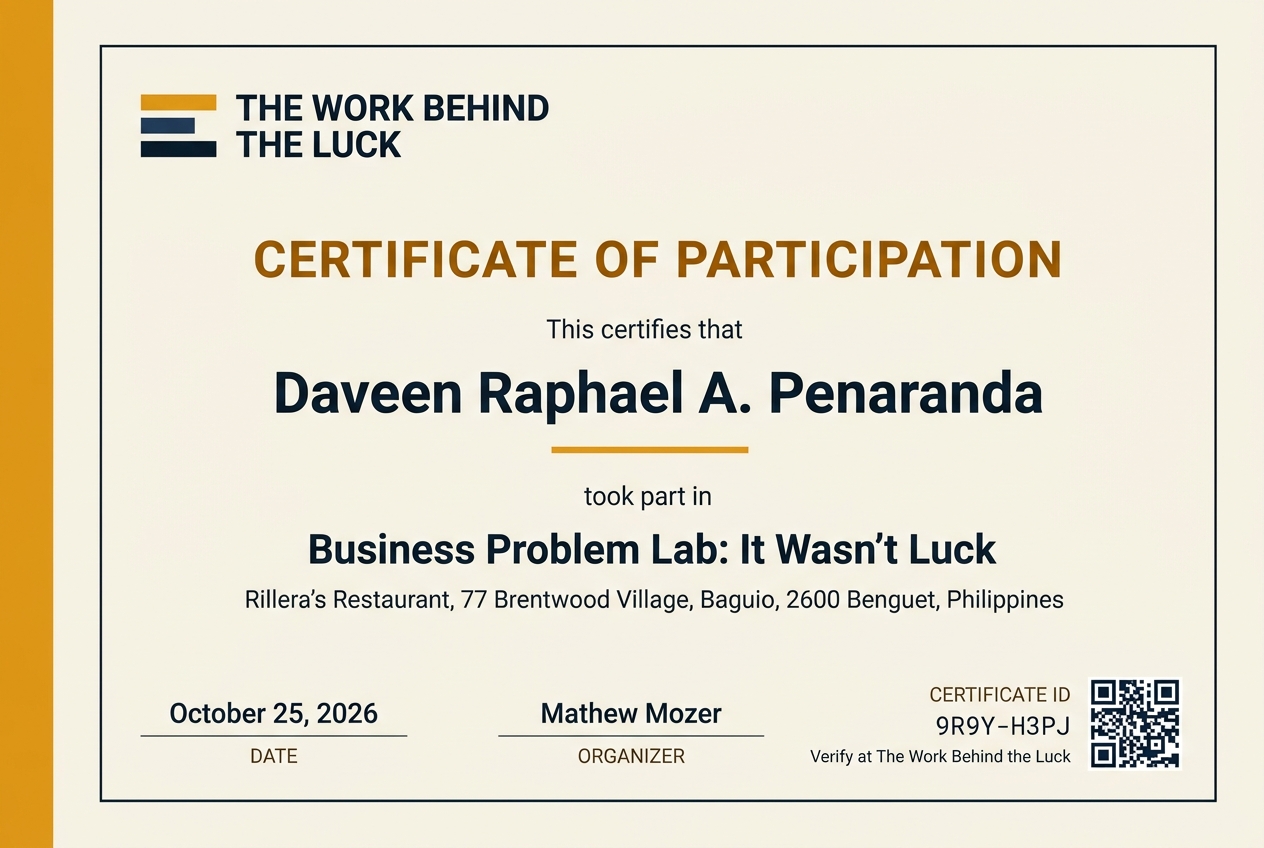 THE WORK BEHIND
THE LUCK
CERTIFICATE OF PARTICIPATION
This certifies that
Daveen Raphael A. Penaranda
took part in
Business Problem Lab: It Wasn’t Luck
Rillera’s Restaurant, 77 Brentwood Village, Baguio, 2600 Benguet, Philippines
October 25, 2026
DATE
Mathew Mozer
ORGANIZER
CERTIFICATE ID
9R9Y-H3PJ
Verify at The Work Behind the Luck